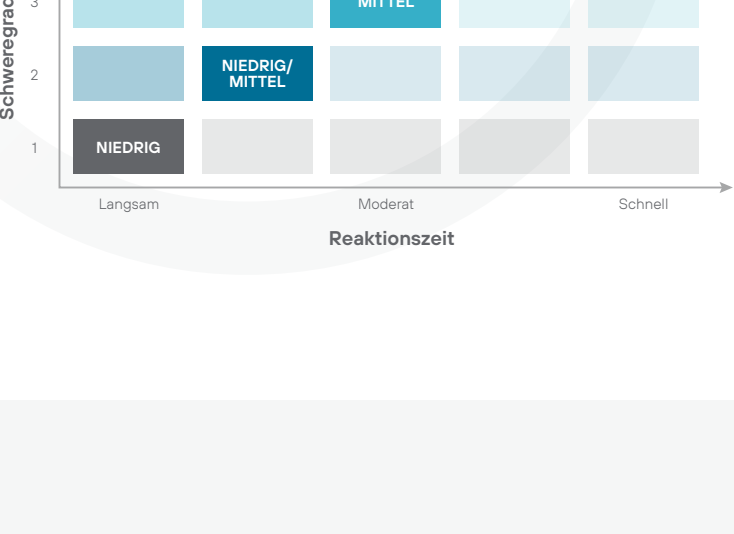 Schweregrad
3
MITTEL
2
NIEDRIG/
MITTEL
1
NIEDRIG
Langsam
Moderat
Schnell
Reaktionszeit